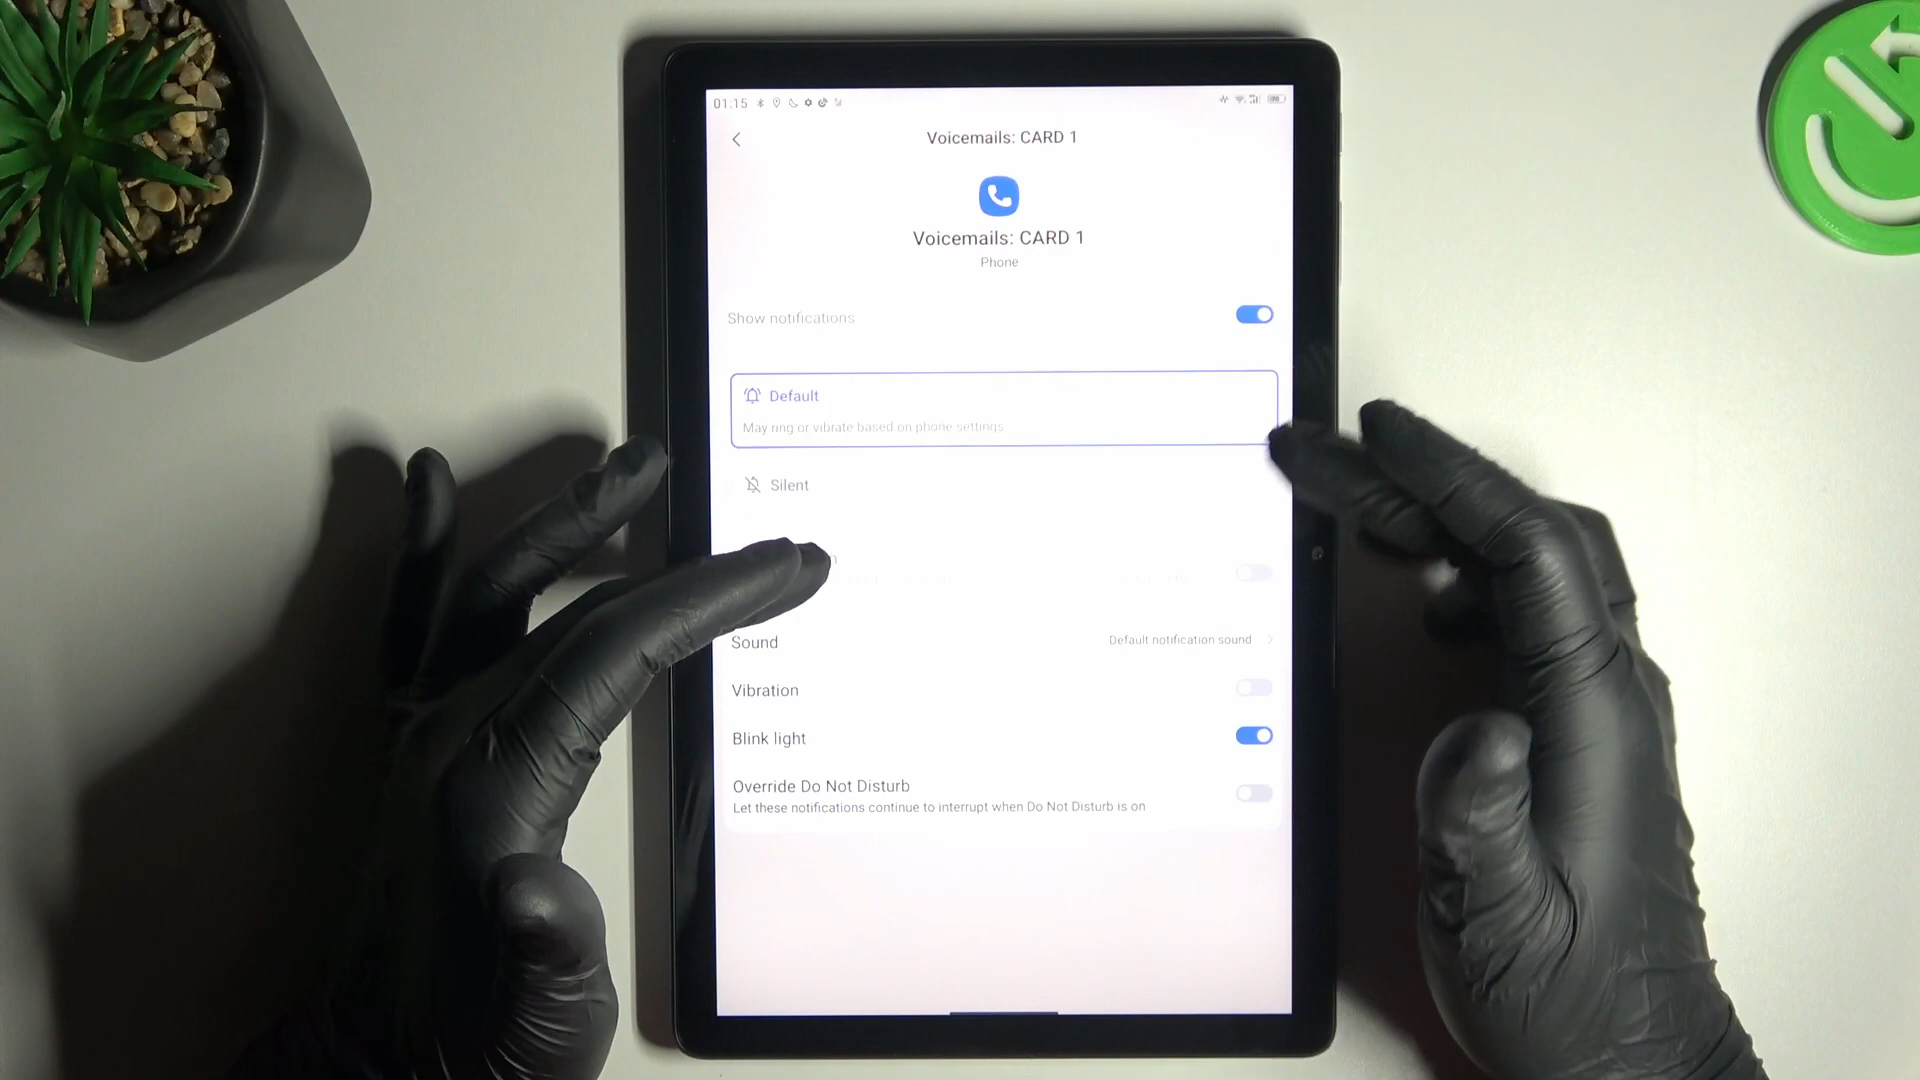 01:15
Voicemails: CARD 1
Voicemails: CARD 1
Phone
Show notifications
Default
May ring or vibrate based on phone settings
Silent
Sound
Default notification sound
Vibration
Blink light
Override Do Not Disturb
Let these notifications continue to interrupt when Do Not Disturb is on